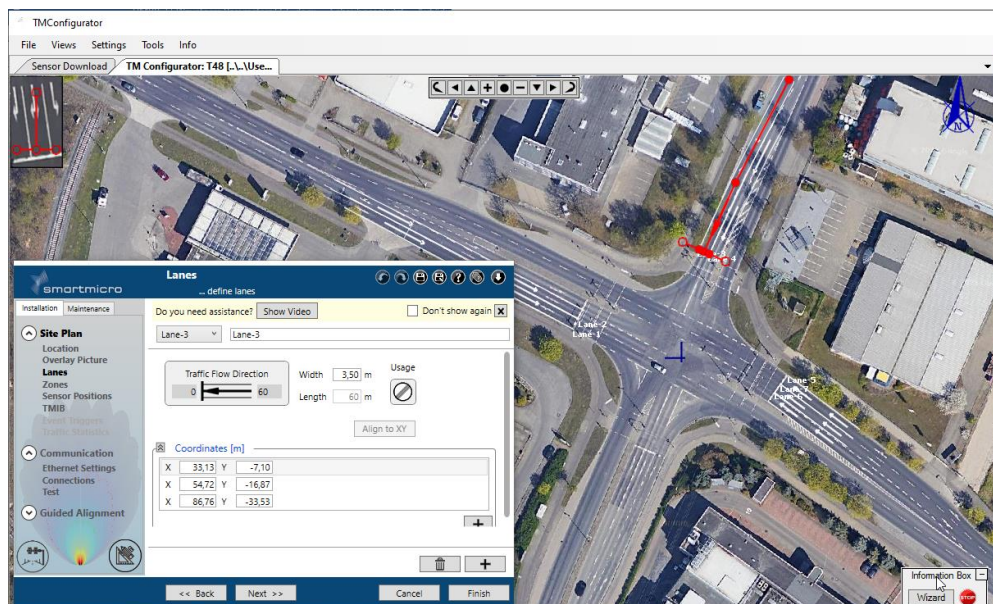 TMConfigurator
File Views Settings Tools Info
Sensor Download
TM Configurator: T48 [..\..\Use...
N
smartmicro
Lanes
... define lanes
Installation Maintenance
Do you need assistance? Show Video
Don't show again
Site Plan
Location
Overlay Picture
Lanes
Zones
Sensor Positions
TMIB
Event Triggers
Traffic Statistics
Communication
Ethernet Settings
Connections
Test
Guided Alignment
Lane-3 Lane-3
Traffic Flow Direction
0 60
Width 3,50 m
Length 60 m
Usage
Align to XY
Coordinates [m]
X 33,13 Y -7,10
X 54,72 Y -16,87
X 86,76 Y -33,53
<< Back Next >> Cancel Finish
Lane-2
Lane-1
Lane-5
Lane-7
Lane-6
Information Box
Wizard STOP